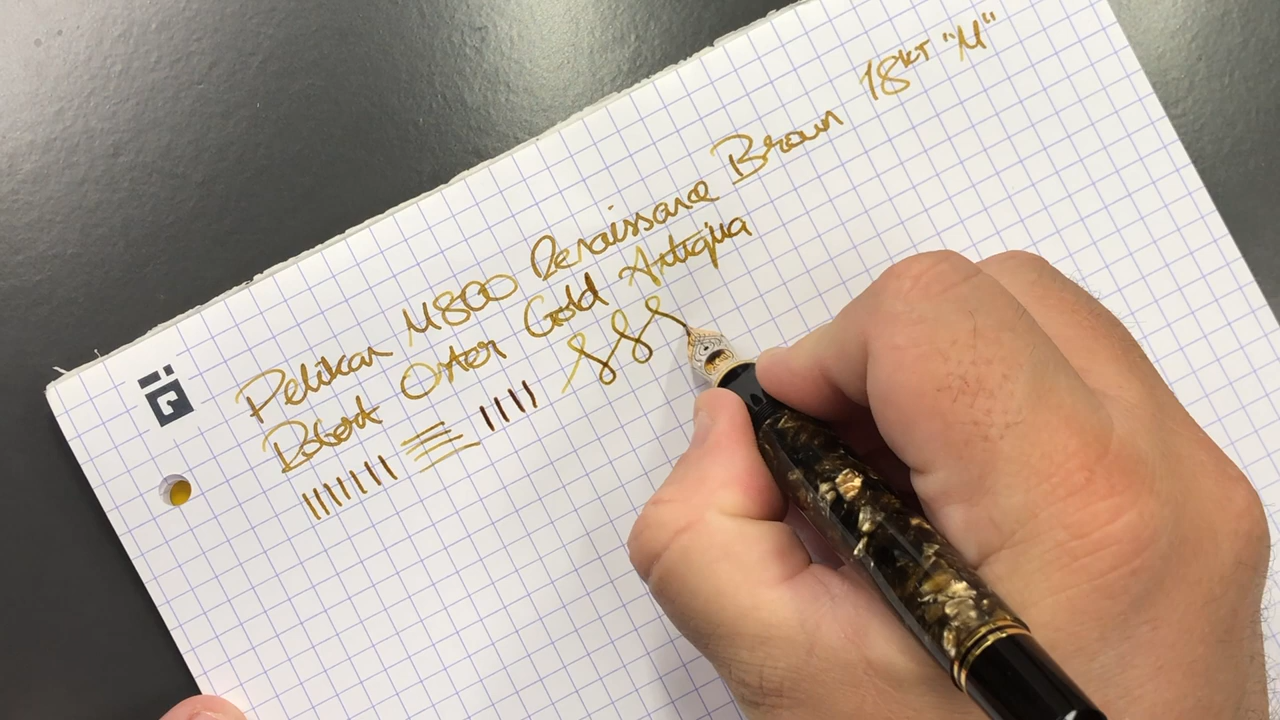 Pelikan M800 Renaissance Brown 18KT "M"
Robert Oster Gold Antiqua